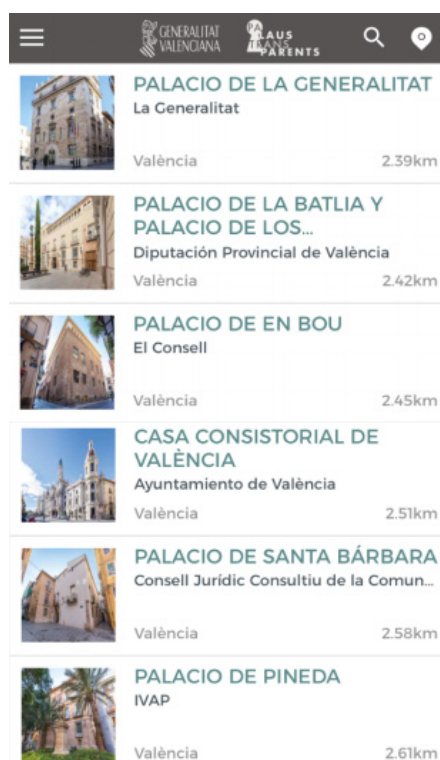 GENERALITAT
VALENCIANA
PALAUS
TRANSPARENTS
PALACIO DE LA GENERALITAT
La Generalitat
València 2.39km
PALACIO DE LA BATLIA Y
PALACIO DE LOS...
Diputación Provincial de València
València 2.42km
PALACIO DE EN BOU
El Consell
València 2.45km
CASA CONSISTORIAL DE
VALÈNCIA
Ayuntamiento de València
València 2.51km
PALACIO DE SANTA BÁRBARA
Consell Jurídic Consultiu de la Comun...
València 2.58km
PALACIO DE PINEDA
IVAP
València 2.61km